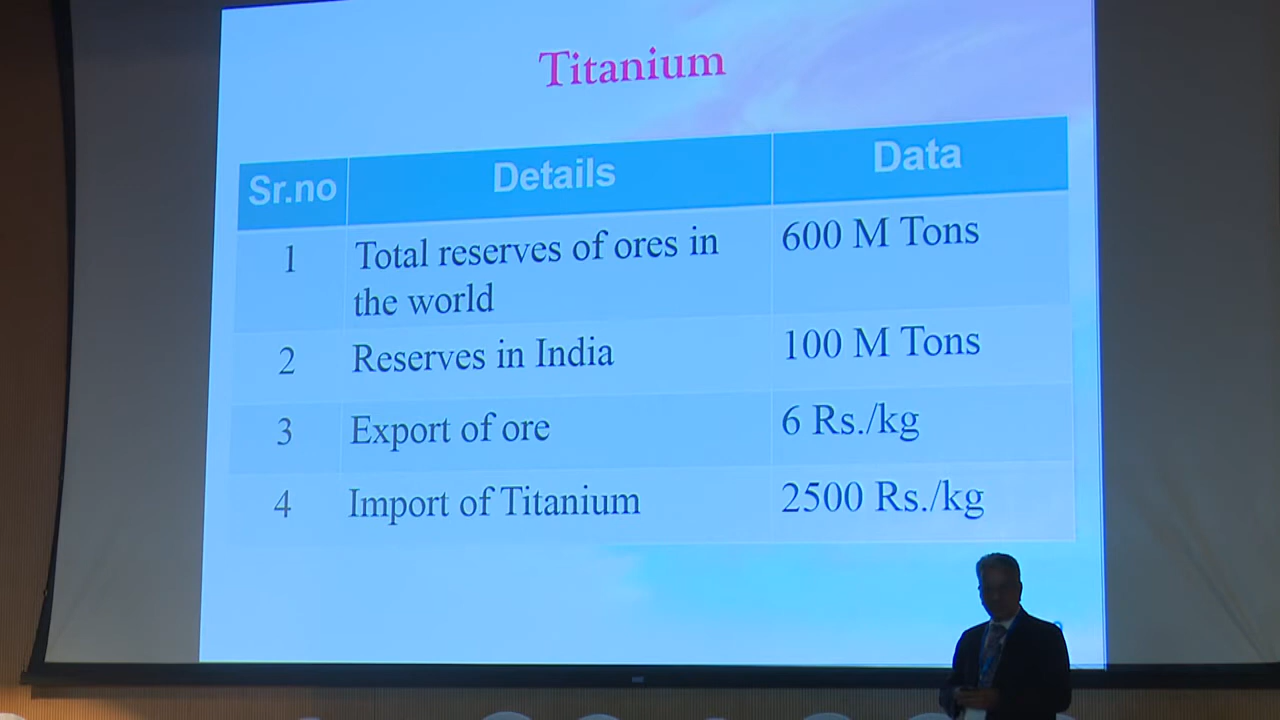 Titanium
Sr.no Details Data
1 Total reserves of ores in the world 600 M Tons
2 Reserves in India 100 M Tons
3 Export of ore 6 Rs./kg
4 Import of Titanium 2500 Rs./kg